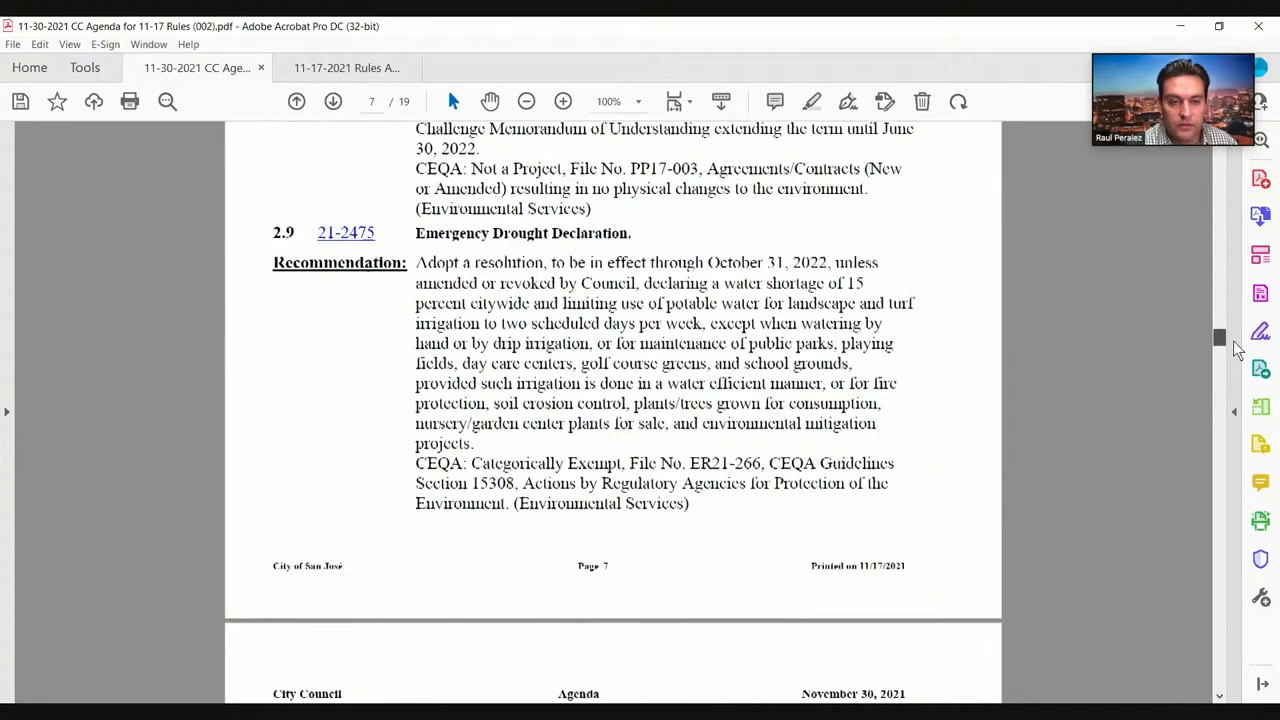 11-30-2021 CC Agenda for 11-17 Rules (002).pdf - Adobe Acrobat Pro DC (32-bit)
File Edit View E-Sign Window Help
Home Tools 11-30-2021 CC Age... × 11-17-2021 Rules A...
7 / 19 100%
Raul Peralez
Challenge Memorandum of Understanding extending the term until June
30, 2022.
CEQA: Not a Project, File No. PP17-003, Agreements/Contracts (New
or Amended) resulting in no physical changes to the environment.
(Environmental Services)
2.9 21-2475 Emergency Drought Declaration.
Recommendation: Adopt a resolution, to be in effect through October 31, 2022, unless
amended or revoked by Council, declaring a water shortage of 15
percent citywide and limiting use of potable water for landscape and turf
irrigation to two scheduled days per week, except when watering by
hand or by drip irrigation, or for maintenance of public parks, playing
fields, day care centers, golf course greens, and school grounds,
provided such irrigation is done in a water efficient manner, or for fire
protection, soil erosion control, plants/trees grown for consumption,
nursery/garden center plants for sale, and environmental mitigation
projects.
CEQA: Categorically Exempt, File No. ER21-266, CEQA Guidelines
Section 15308, Actions by Regulatory Agencies for Protection of the
Environment. (Environmental Services)
City of San José Page 7 Printed on 11/17/2021
City Council Agenda November 30, 2021